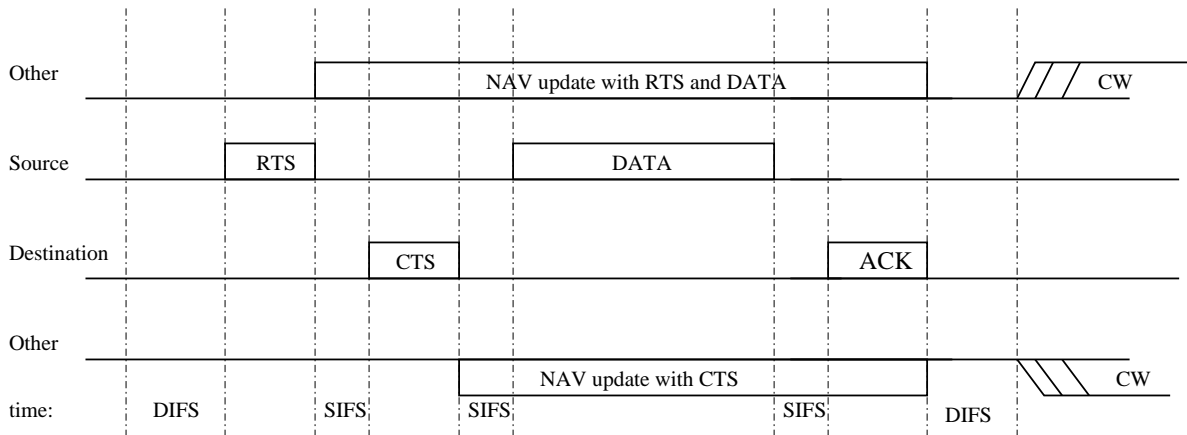 Other NAV update with RTS and DATA CW
Source RTS DATA
Destination CTS ACK
Other
NAV update with CTS CW
time: DIFS SIFS SIFS SIFS DIFS